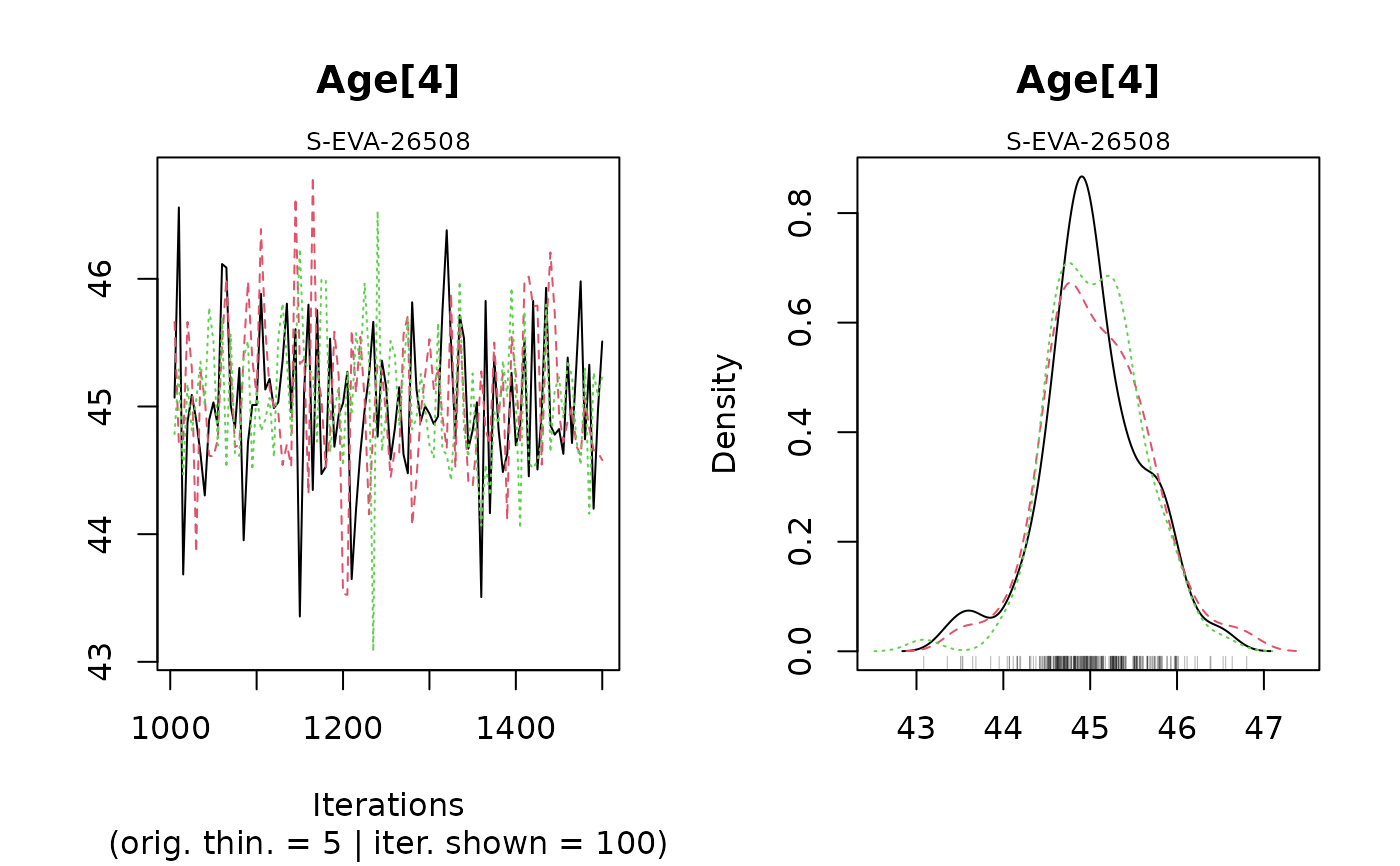 Age[4]
S-EVA-26508
46
45
44
43
1000
1200
1400
Iterations
(orig. thin. = 5 | iter. shown = 100)
Age[4]
S-EVA-26508
Density
0.8
0.6
0.4
0.2
0.0
43
44
45
46
47